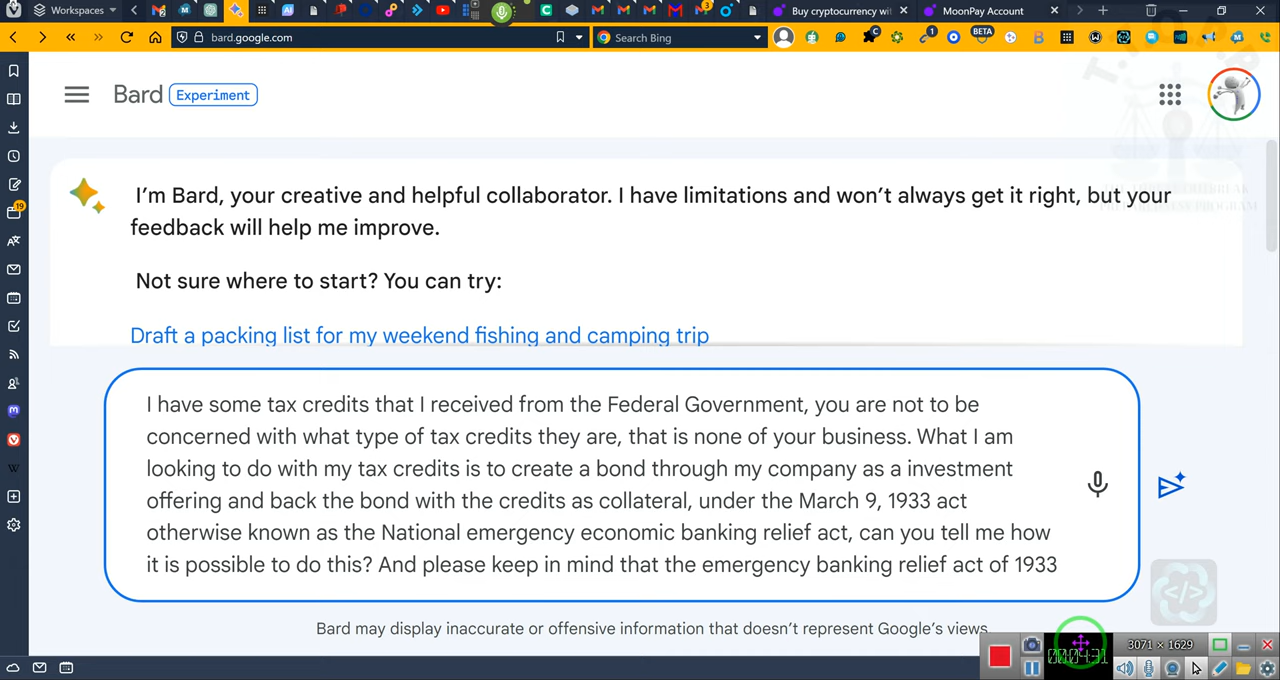 Workspaces
Buy cryptocurrency wi
MoonPay Account
bard.google.com
Search Bing
BETA
Bard Experiment
I'm Bard, your creative and helpful collaborator. I have limitations and won't always get it right, but your
feedback will help me improve.
Not sure where to start? You can try:
Draft a packing list for my weekend fishing and camping trip
I have some tax credits that I received from the Federal Government, you are not to be
concerned with what type of tax credits they are, that is none of your business. What I am
looking to do with my tax credits is to create a bond through my company as a investment
offering and back the bond with the credits as collateral, under the March 9, 1933 act
otherwise known as the National emergency economic banking relief act, can you tell me how
it is possible to do this? And please keep in mind that the emergency banking relief act of 1933
Bard may display inaccurate or offensive information that doesn't represent Google's views.
00:04:31
3071 × 1629